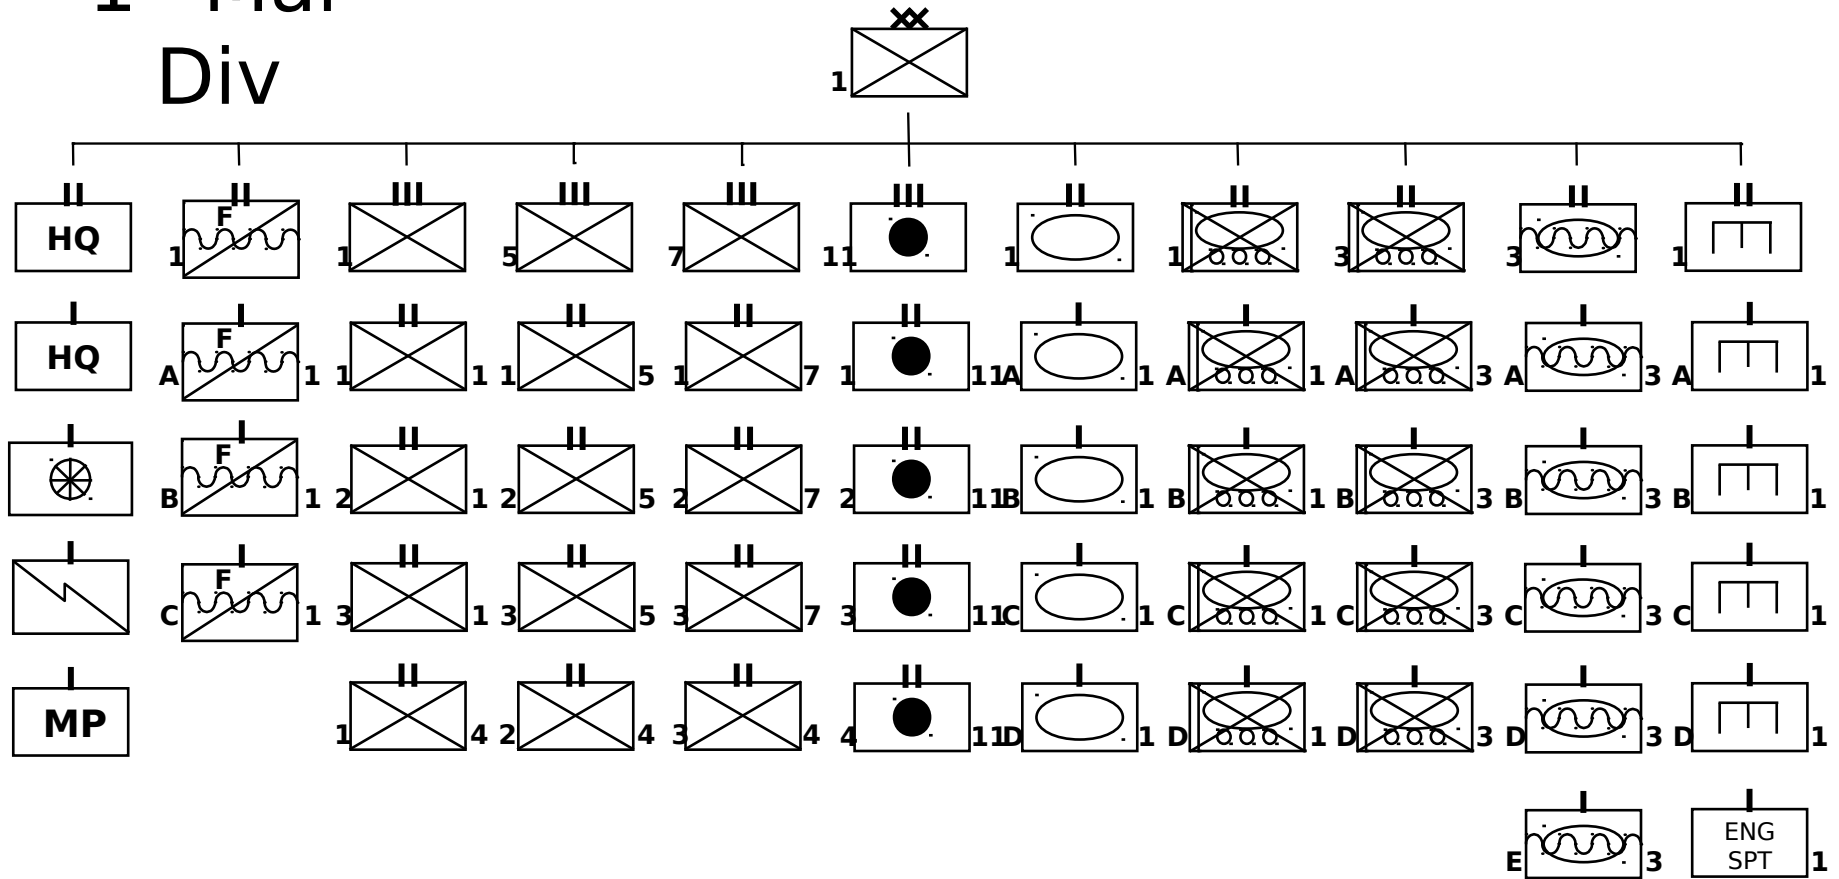 1 Mar
Div
1
HQ F 1 1 5 7 11 1 1 3 3 1
HQ F A 1 1 1 1 5 1 7 1 11 A 1 A 1 A 3 A 3 A 1
F B 1 2 1 2 5 2 7 2 11 B 1 B 1 B 3 B 3 B 1
F C 1 3 1 3 5 3 7 3 11 C 1 C 1 C 3 C 3 C 1
MP 1 4 2 4 3 4 4 11 D 1 D 1 D 3 D 3 D 1
ENG
E 3 SPT 1